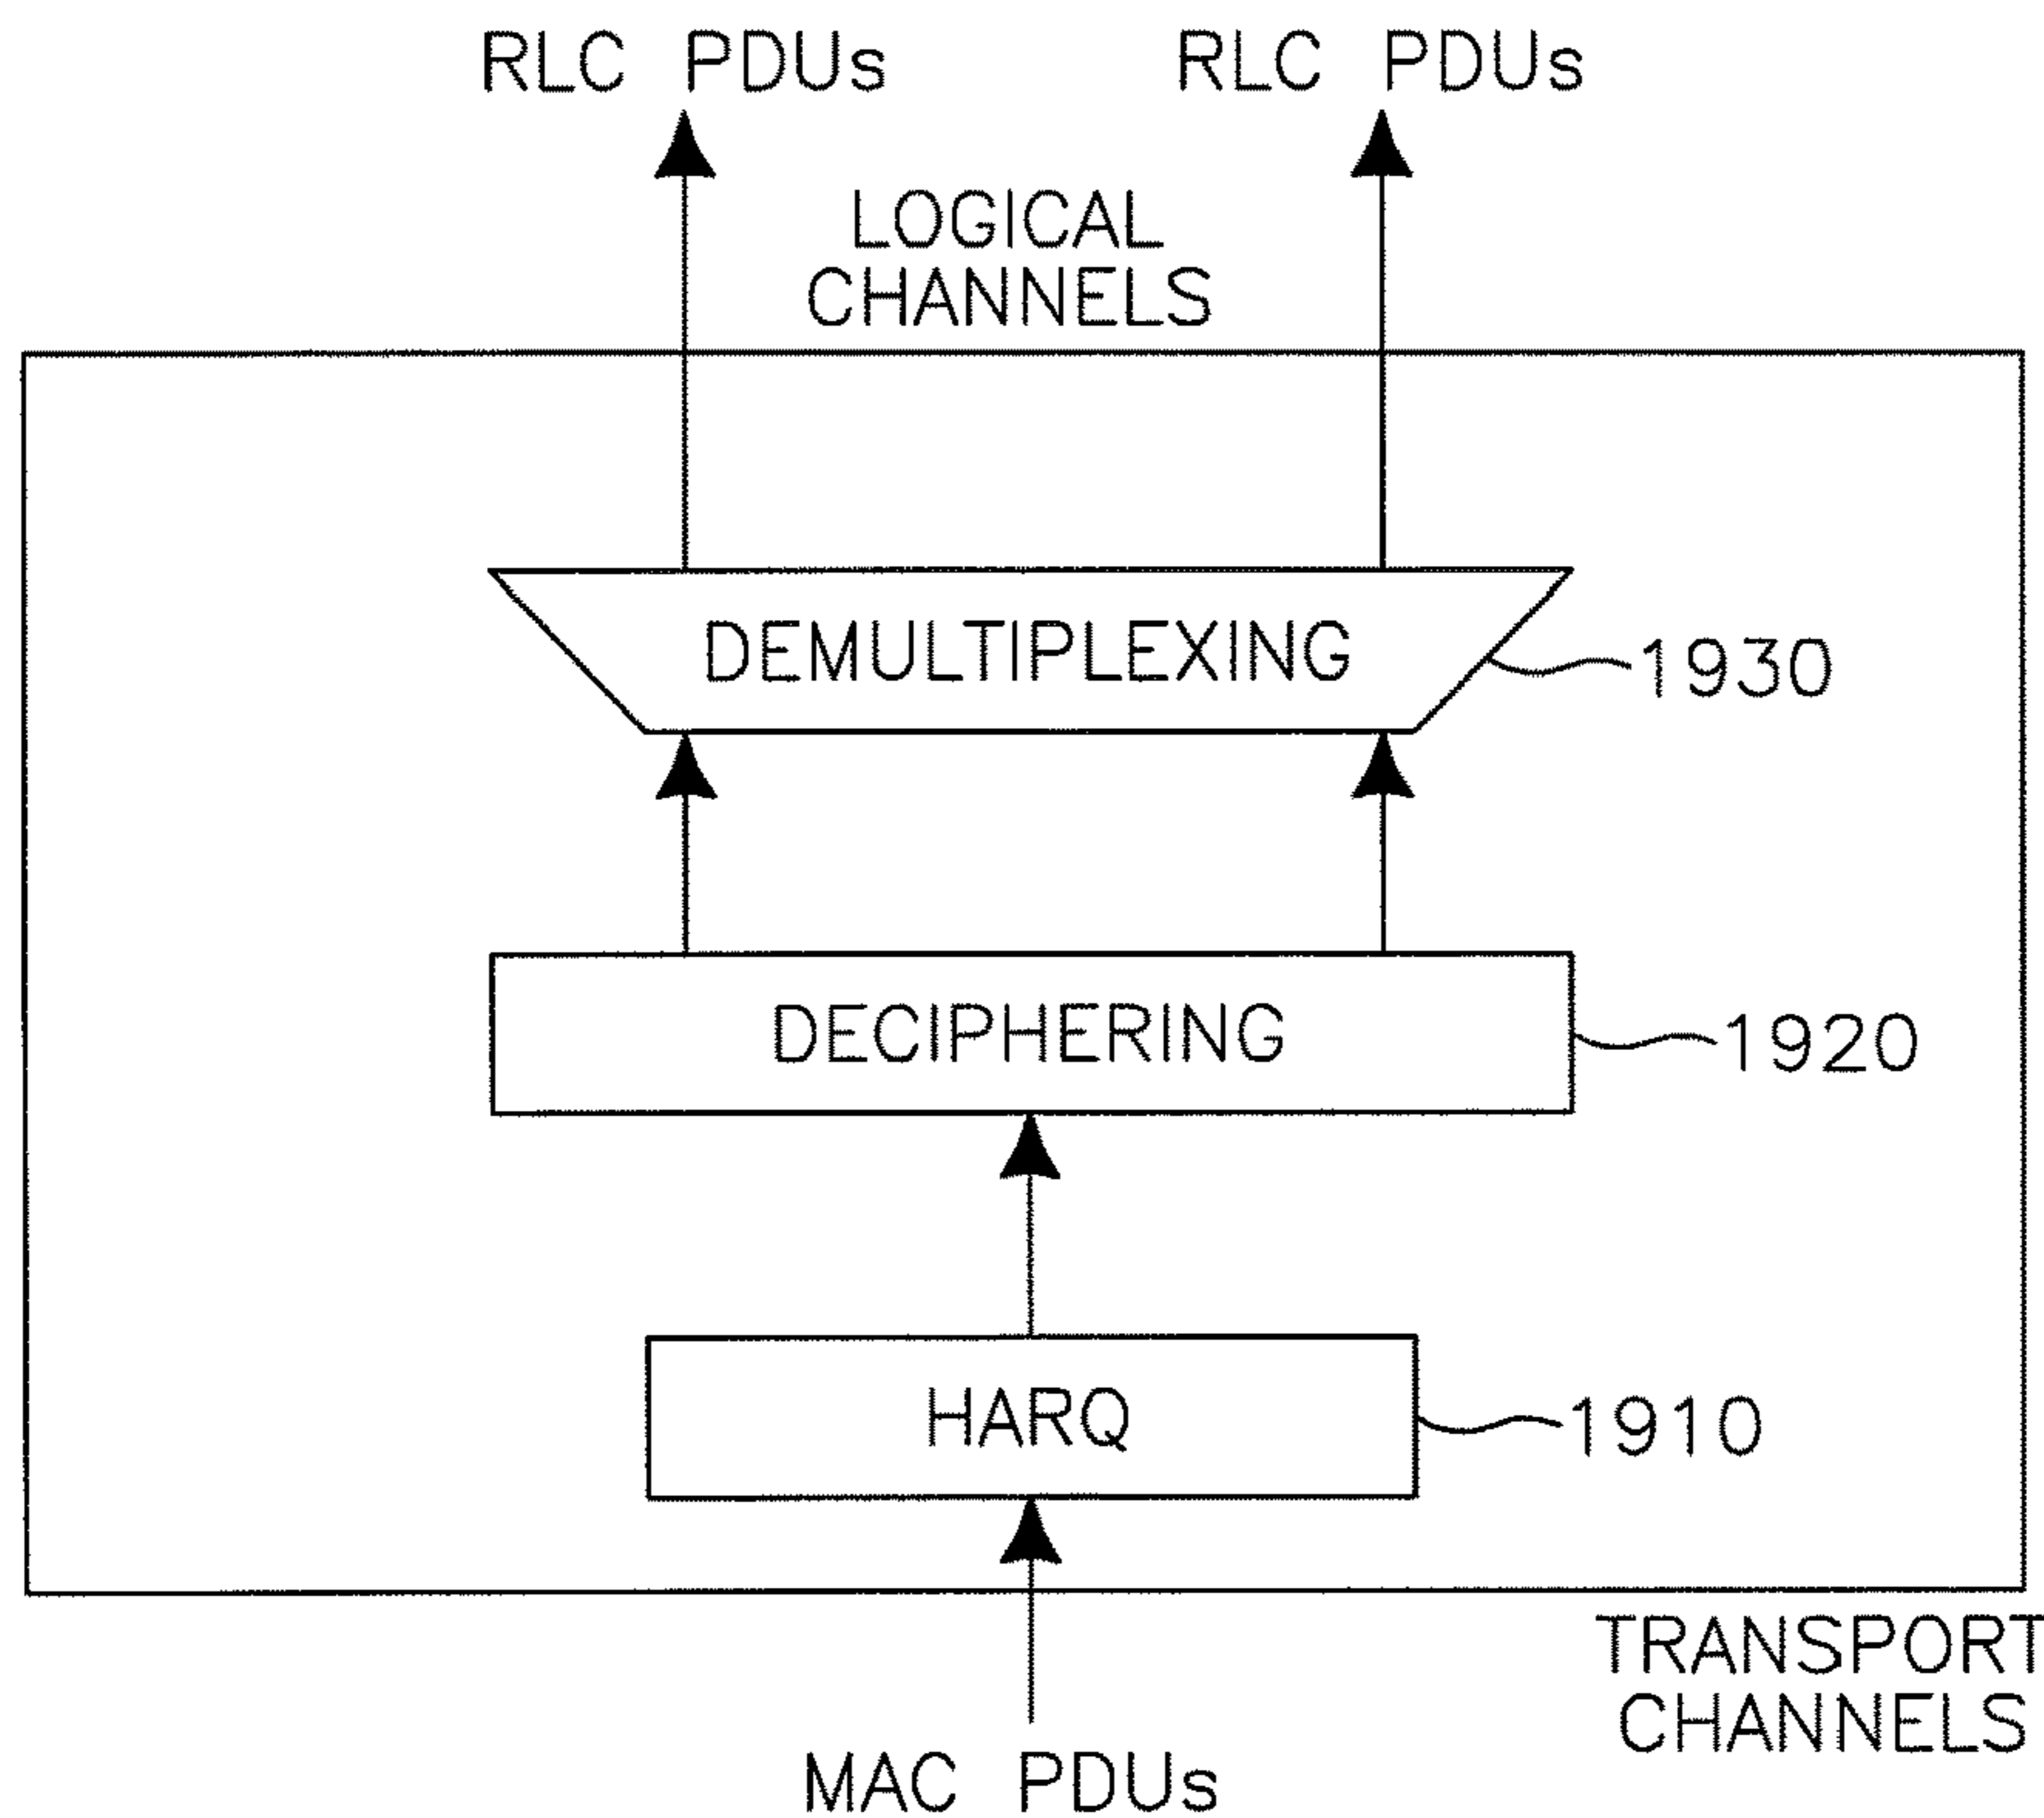 RLC PDUs
RLC PDUs
LOGICAL
CHANNELS
DEMULTIPLEXING
1930
DECIPHERING
1920
HARQ
1910
TRANSPORT
CHANNELS
MAC PDUs